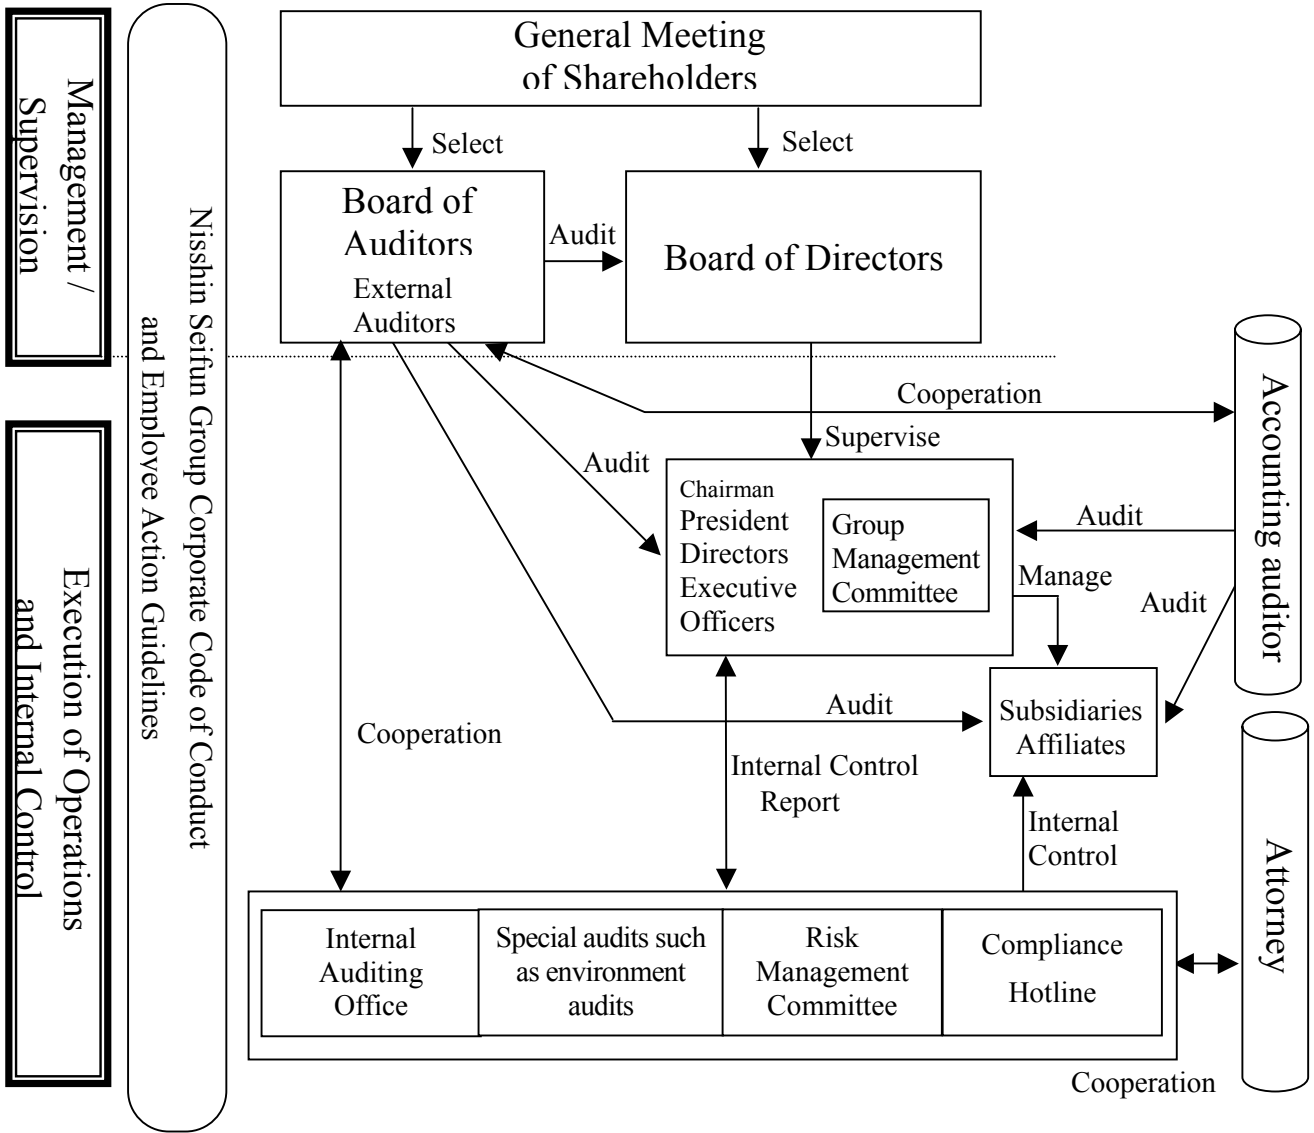 General Meeting
of Shareholders
Select
Select
Board of
Auditors
External
Auditors
Audit
Board of Directors
Management /
Supervision
Nisshin Seifun Group Corporate Code of Conduct
and Employee Action Guidelines
Cooperation
Supervise
Audit
Chairman
President
Directors
Executive
Officers
Group
Management
Committee
Audit
Manage
Audit
Accounting auditor
Execution of Operations
and Internal Control
Audit
Subsidiaries
Affiliates
Cooperation
Internal Control
Report
Internal
Control
Attorney
Internal
Auditing
Office
Special audits such
as environment
audits
Risk
Management
Committee
Compliance
Hotline
Cooperation